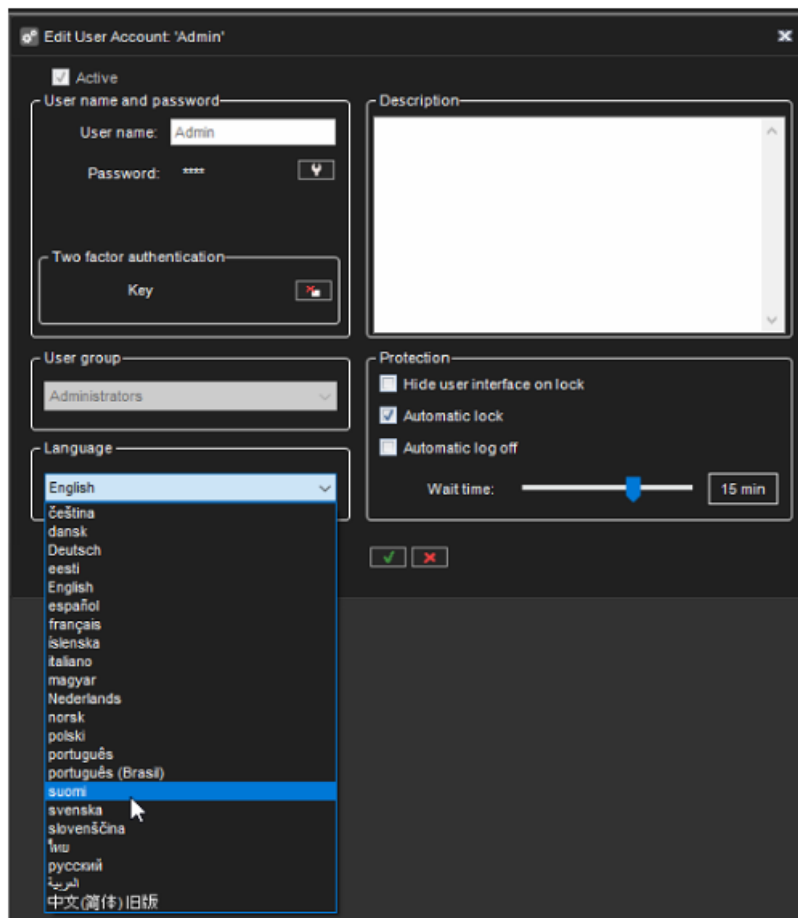 Edit User Account: 'Admin'
Active
User name and password
User name: Admin
Password: ****
Two factor authentication
Key
Description
User group
Administrators
Protection
Hide user interface on lock
Automatic lock
Automatic log off
Wait time: 15 min
Language
English
čeština
dansk
Deutsch
eesti
English
español
français
íslenska
italiano
magyar
Nederlands
norsk
polski
português
português (Brasil)
suomi
svenska
slovenščina
ไทย
русский
العربية
中文(简体) 旧版